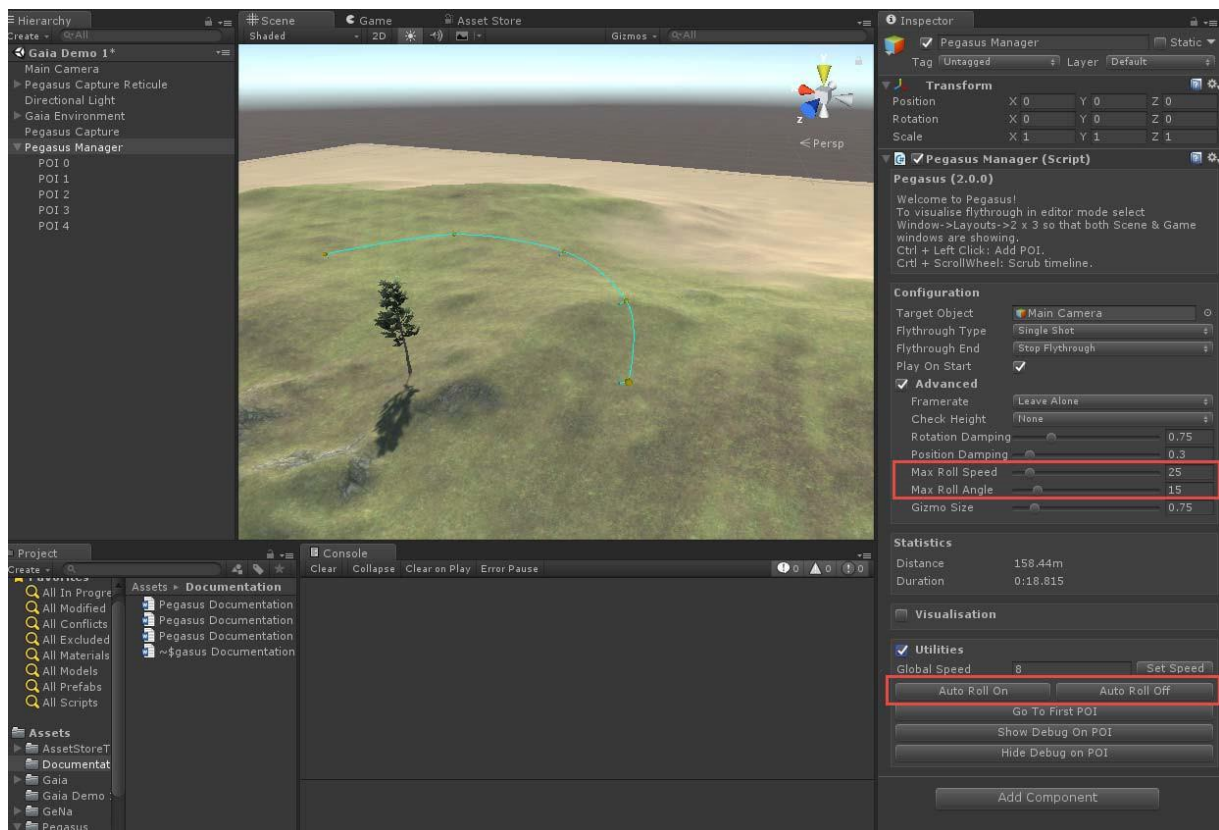 Hierarchy
Create
All
Gaia Demo 1*
Main Camera
Pegasus Capture Reticule
Directional Light
Gaia Environment
Pegasus Capture
Pegasus Manager
POI 0
POI 1
POI 2
POI 3
POI 4
Scene
Game
Asset Store
Shaded
2D
Gizmos
All
y
z
Persp
Inspector
Pegasus Manager
Static
Tag Untagged
Layer Default
Transform
Position X 0 Y 0 Z 0
Rotation X 0 Y 0 Z 0
Scale X 1 Y 1 Z 1
Pegasus Manager (Script)
Pegasus (2.0.0)
Welcome to Pegasus!
To visualise flythrough in editor mode select
Window->Layouts->2 x 3 so that both Scene & Game
windows are showing.
Ctrl + Left Click: Add POI.
Crtl + ScrollWheel: Scrub timeline.
Configuration
Target Object Main Camera
Flythrough Type Single Shot
Flythrough End Stop Flythrough
Play On Start
Advanced
Framerate Leave Alone
Check Height None
Rotation Damping 0.75
Position Damping 0.3
Max Roll Speed 25
Max Roll Angle 15
Gizmo Size 0.75
Statistics
Distance 158.44m
Duration 0:18.815
Visualisation
Utilities
Global Speed 8 Set Speed
Auto Roll On Auto Roll Off
Go To First POI
Show Debug On POI
Hide Debug on POI
Add Component
Project
Create
Favorites
All In Progre
All Modified
All Conflicts
All Excluded
All Materials
All Models
All Prefabs
All Scripts
Assets
AssetStoreT
Documentat
Gaia
Gaia Demo
GeNa
Pegasus
Assets Documentation
Pegasus Documentation
Pegasus Documentation
Pegasus Documentation
~$gasus Documentation
Console
Clear Collapse Clear on Play Error Pause
0 0 0